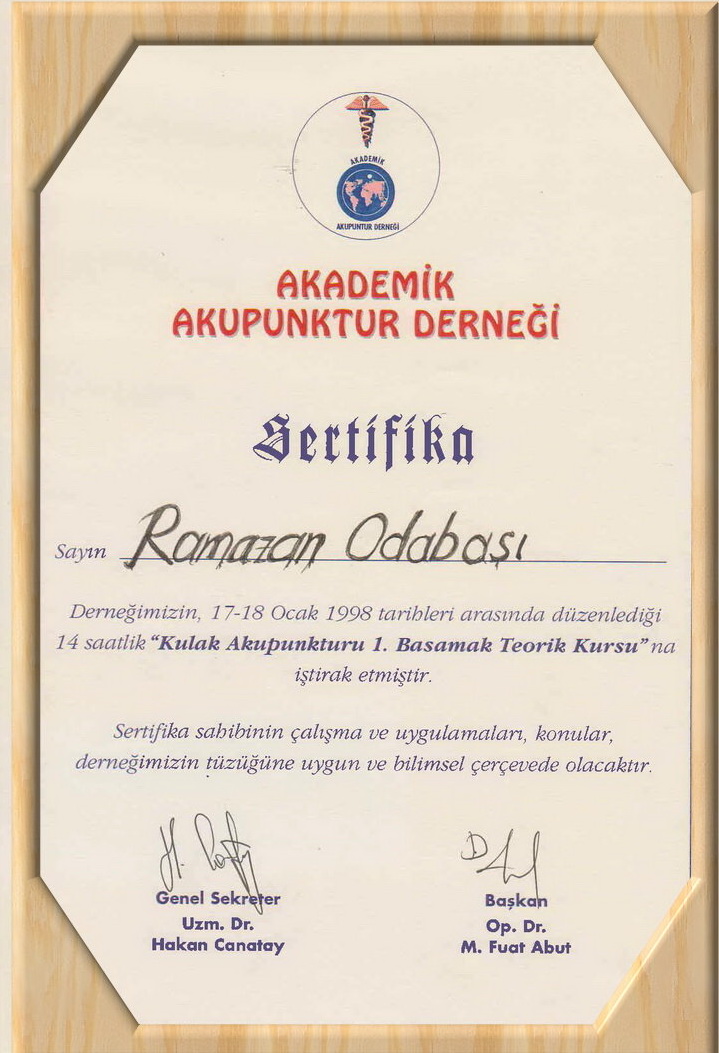 AKADEMİK
AKUPUNTUR DERNEĞİ
AKADEMİK
AKUPUNKTUR DERNEĞİ
Sertifika
Sayın Ramazan Odabaşı
Derneğimizin, 17-18 Ocak 1998 tarihleri arasında düzenlediği
14 saatlik "Kulak Akupunkturu 1. Basamak Teorik Kursu" na
iştirak etmiştir.
Sertifika sahibinin çalışma ve uygulamaları, konular,
derneğimizin tüzüğüne uygun ve bilimsel çerçevede olacaktır.
Genel Sekreter
Uzm. Dr.
Hakan Canatay
Başkan
Op. Dr.
M. Fuat Abut